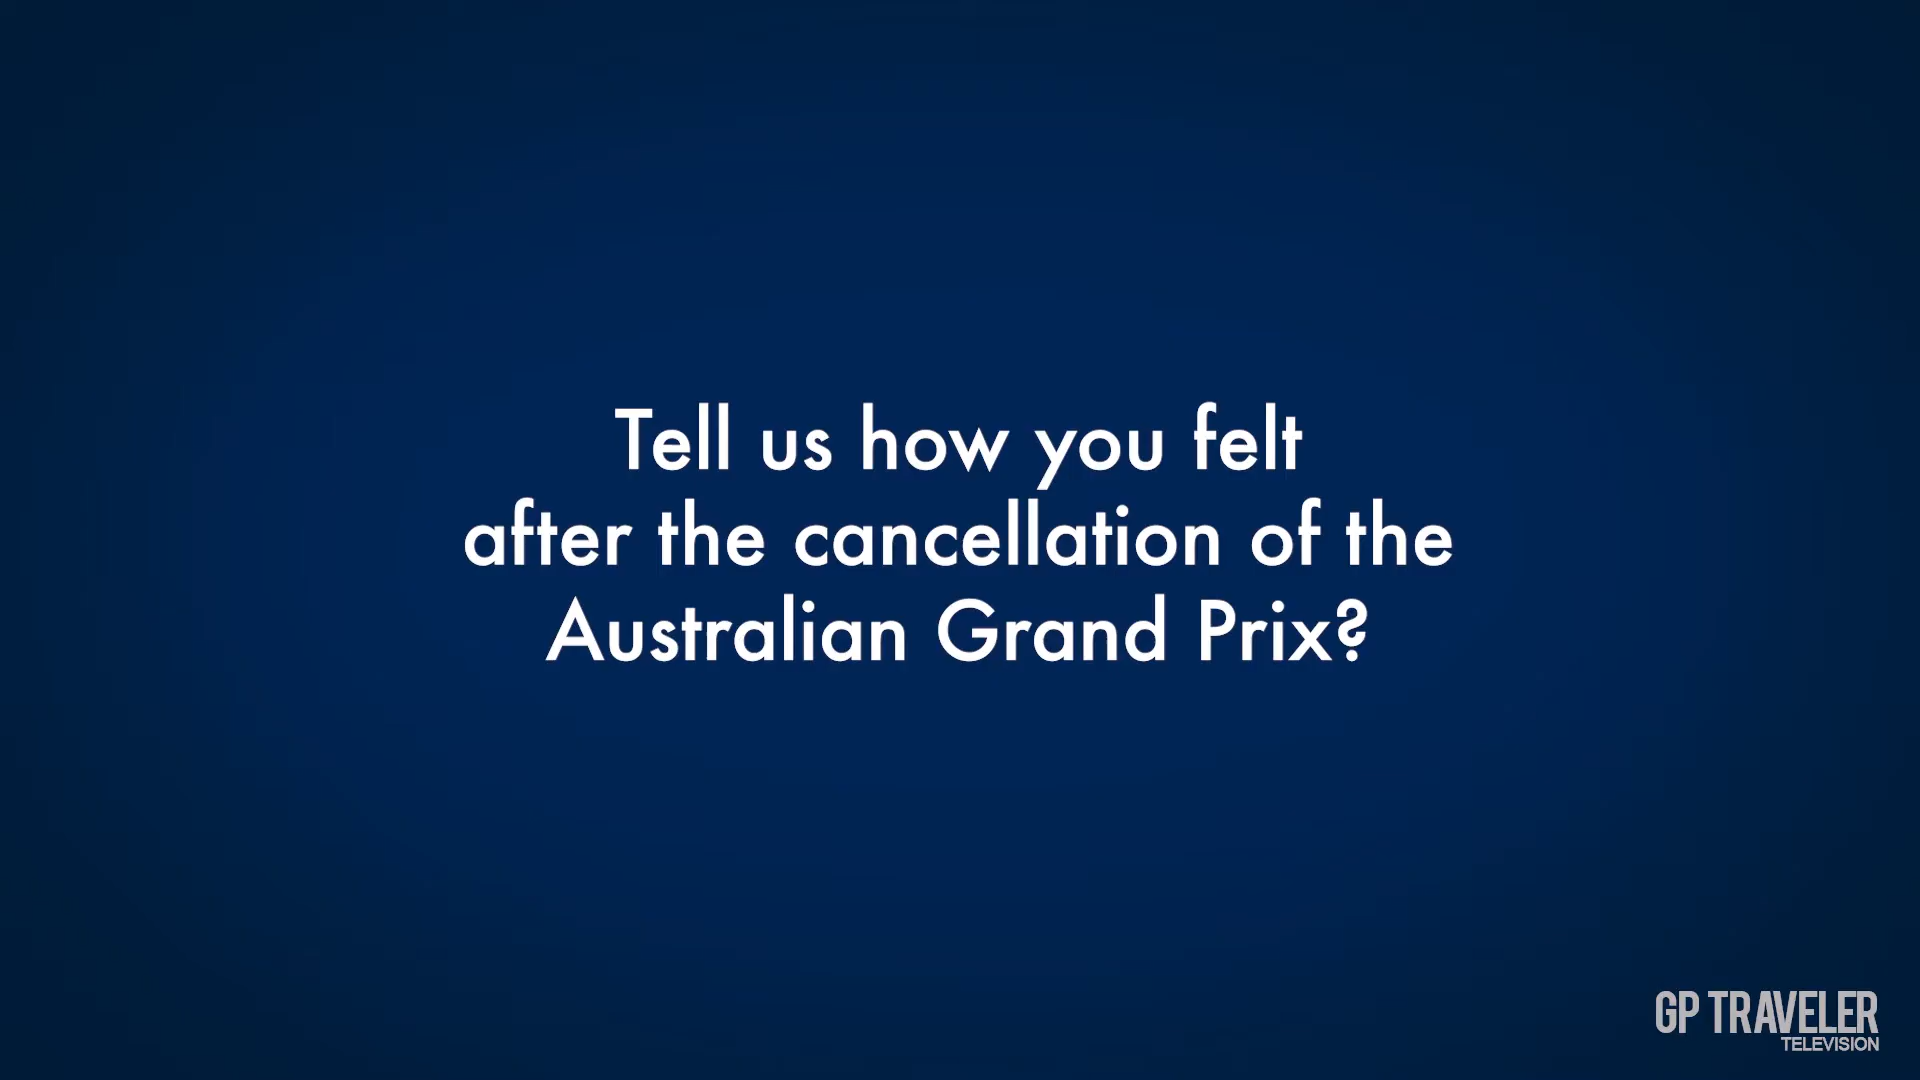 Tell us how you felt
after the cancellation of the
Australian Grand Prix?
GP TRAVELER
TELEVISION